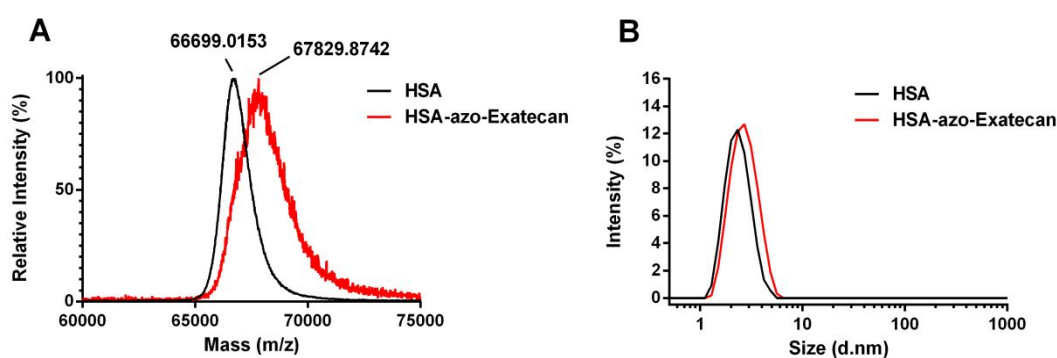 A
66699.0153
67829.8742
HSA
HSA-azo-Exatecan
Relative Intensity (%)
100
50
0
60000
65000
70000
75000
Mass (m/z)
B
HSA
HSA-azo-Exatecan
Intensity (%)
16
14
12
10
8
6
4
2
0
1
10
100
1000
Size (d.nm)